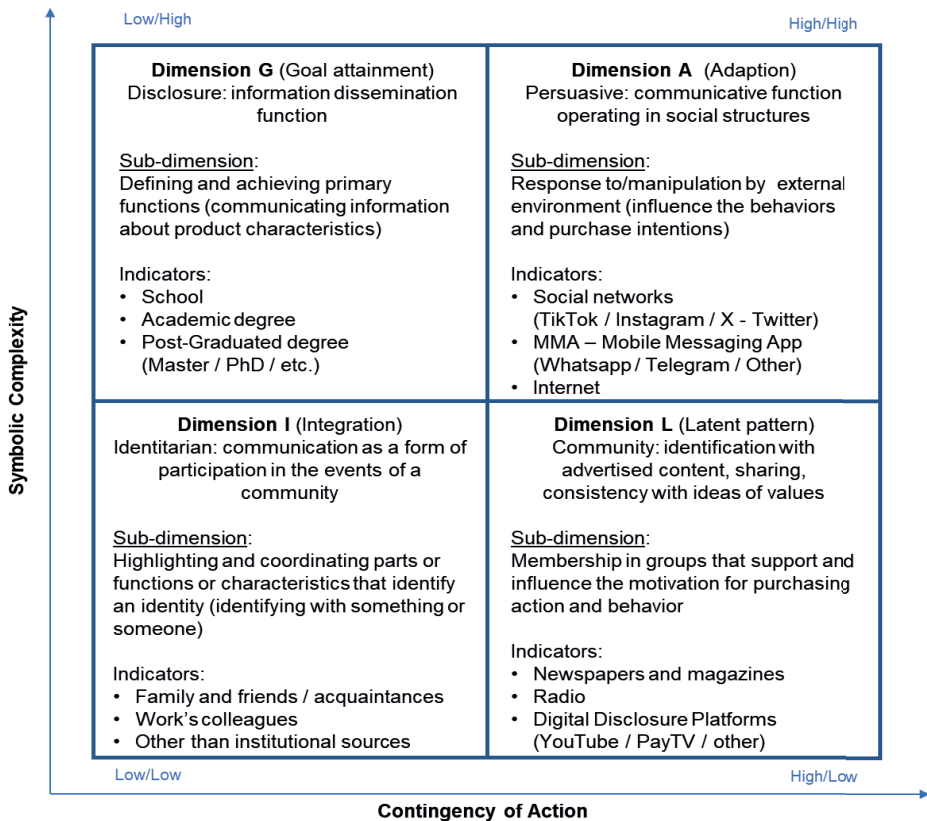 Low/High
High/High
Dimension G (Goal attainment)
Disclosure: information dissemination
function
Sub-dimension:
Defining and achieving primary
functions (communicating information
about product characteristics)
Indicators:
• School
• Academic degree
• Post-Graduated degree
(Master / PhD / etc.)
Dimension A (Adaption)
Persuasive: communicative function
operating in social structures
Sub-dimension:
Response to/manipulation by external
environment (influence the behaviors
and purchase intentions)
Indicators:
• Social networks
(TikTok / Instagram / X - Twitter)
• MMA – Mobile Messaging App
(Whatsapp / Telegram / Other)
• Internet
Symbolic Complexity
Dimension I (Integration)
Identitarian: communication as a form of
participation in the events of a
community
Sub-dimension:
Highlighting and coordinating parts or
functions or characteristics that identify
an identity (identifying with something or
someone)
Indicators:
• Family and friends / acquaintances
• Work's colleagues
• Other than institutional sources
Dimension L (Latent pattern)
Community: identification with
advertised content, sharing,
consistency with ideas of values
Sub-dimension:
Membership in groups that support and
influence the motivation for purchasing
action and behavior
Indicators:
• Newspapers and magazines
• Radio
• Digital Disclosure Platforms
(YouTube / PayTV / other)
Low/Low
High/Low
Contingency of Action